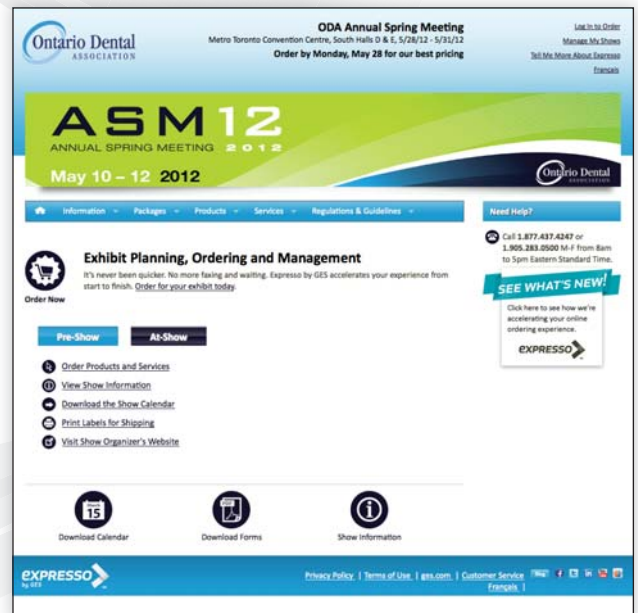 Ontario Dental
ASSOCIATION
ODA Annual Spring Meeting
Metro Toronto Convention Centre, South Halls D & E, 5/28/12 - 5/31/12
Order by Monday, May 28 for our best pricing
Log In to Order
Manage My Shows
Tell Me More About Expresso
Français
ASM12
ANNUAL SPRING MEETING 2012
May 10 – 12 2012
Ontario Dental
ASSOCIATION
Information Packages Products Services Regulations & Guidelines
Need Help?
Call 1.877.437.4247 or
1.905.283.0500 M-F from 8am
to 5pm Eastern Standard Time.
Order Now
Exhibit Planning, Ordering and Management
It's never been quicker. No more faxing and waiting. Expresso by GES accelerates your experience from
start to finish. Order for your exhibit today.
SEE WHAT'S NEW!
Click here to see how we're
accelerating your online
ordering experience.
EXPRESSO
Pre-Show At-Show
Order Products and Services
View Show Information
Download the Show Calendar
Print Labels for Shipping
Visit Show Organizer's Website
March
15
Download Calendar
PDF
Download Forms
Show Information
EXPRESSO
by GES
Privacy Policy | Terms of Use | ges.com | Customer Service
Français |
Blog